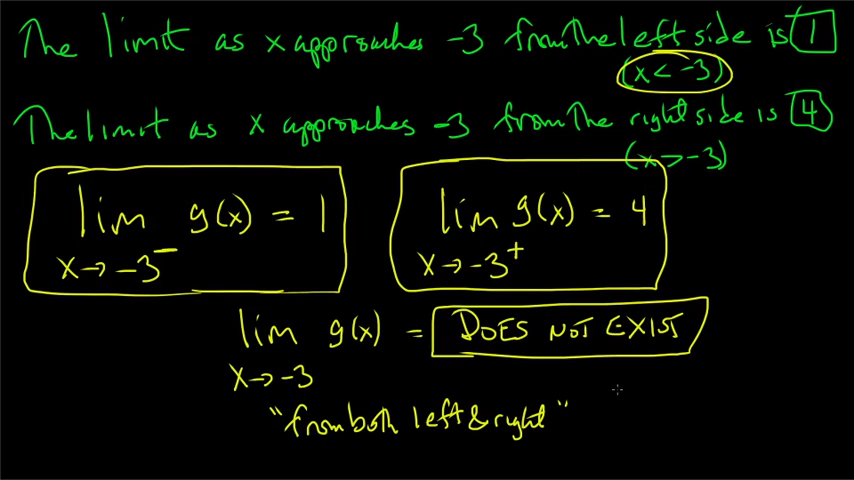 The limit as x approaches -3 from the left side is 1
(x < -3)
The limit as x approaches -3 from the right side is 4
(x > -3)
lim g(x) = 1
x→ -3⁻
lim g(x) = 4
x→ -3⁺
lim g(x) = DOES NOT EXIST
x→ -3
"from both left & right"